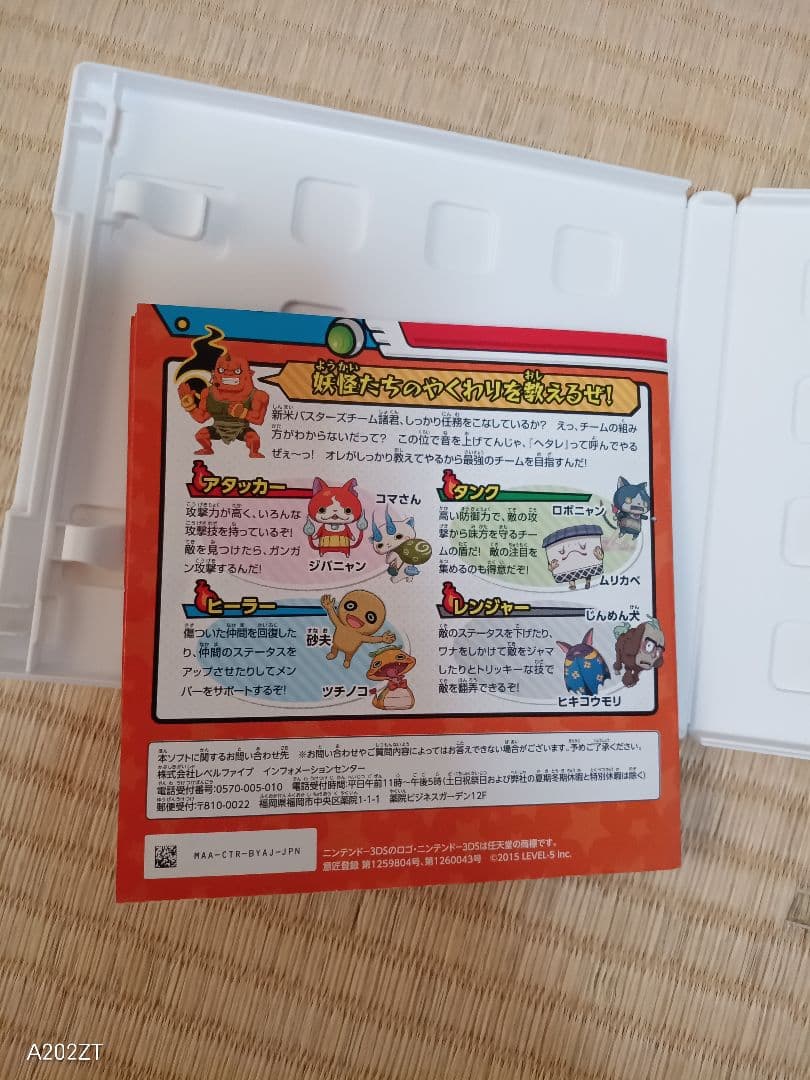 妖怪たちのやくわりを教えるぜ!
新米バスターズチーム諸君、しっかり任務をこなしているか? えっ、チームの組み
方がわからないだって? この位で音を上げてんじゃ、「ヘタレ」って呼んでやる
ぜぇ〜っ! オレがしっかり教えてやるから最強のチームを目指すんだ!
アタッカー
攻撃力が高く、いろんな
攻撃技を持っているぞ!
敵を見つけたら、ガンガ
ン攻撃するんだ!
コマさん
ジバニャン
タンク
高い防御力で、敵の攻
撃から味方を守るチー
ムの盾だ! 敵の注目を
集めるのも得意だぞ!
ロボニャン
ムリカベ
ヒーラー
傷ついた仲間を回復した
り、仲間のステータスを
アップさせたりしてメン
バーをサポートするぞ!
砂夫
ツチノコ
レンジャー
敵のステータスを下げたり、
ワナをしかけて敵をジャマ
したりとトリッキーな技で
敵を翻弄できるぞ!
じんめん犬
ヒキコウモリ
本ソフトに関するお問い合わせ先 ※お問い合わせやご質問内容によってはお答えできない場合がございます。予めご了承ください。
株式会社レベルファイブ インフォメーションセンター
電話受付番号:0570-005-010 電話受付時間:平日午前11時〜午後5時(土日祝祭日および弊社の夏期冬期休暇と特別休暇は除く)
郵便受付:〒810-0022 福岡県福岡市中央区薬院1-1-1 薬院ビジネスガーデン12F
MAA-CTR-BYAJ-JPN
ニンテンドー3DSのロゴ・ニンテンドー3DSは任天堂の商標です。
意匠登録 第1259804号、第1260043号 ©2015 LEVEL-5 Inc.
A202ZT